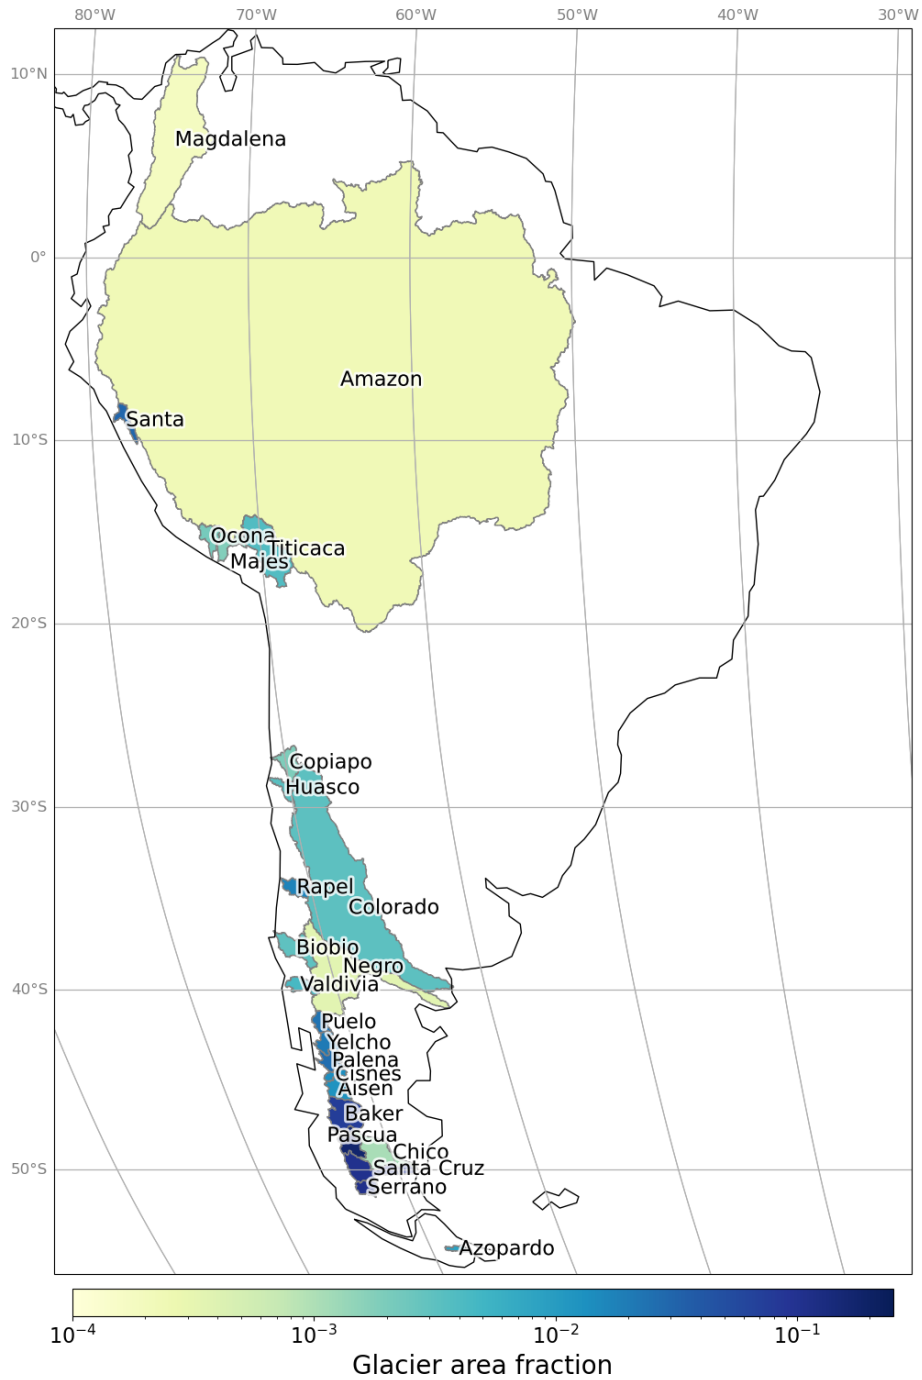 80°W 70°W 60°W 50°W 40°W 30°W
10°N
Magdalena
0°
Amazon
Santa
10°S
Ocona
Titicaca
Majes
20°S
Copiapo
Huasco
30°S
Rapel
Colorado
Biobio
Negro
Valdivia
40°S
Puelo
Yelcho
Palena
Cisnes
Aisen
Baker
Pascua
Chico
50°S
Santa Cruz
Serrano
Azopardo
10⁻⁴ 10⁻³ 10⁻² 10⁻¹
Glacier area fraction